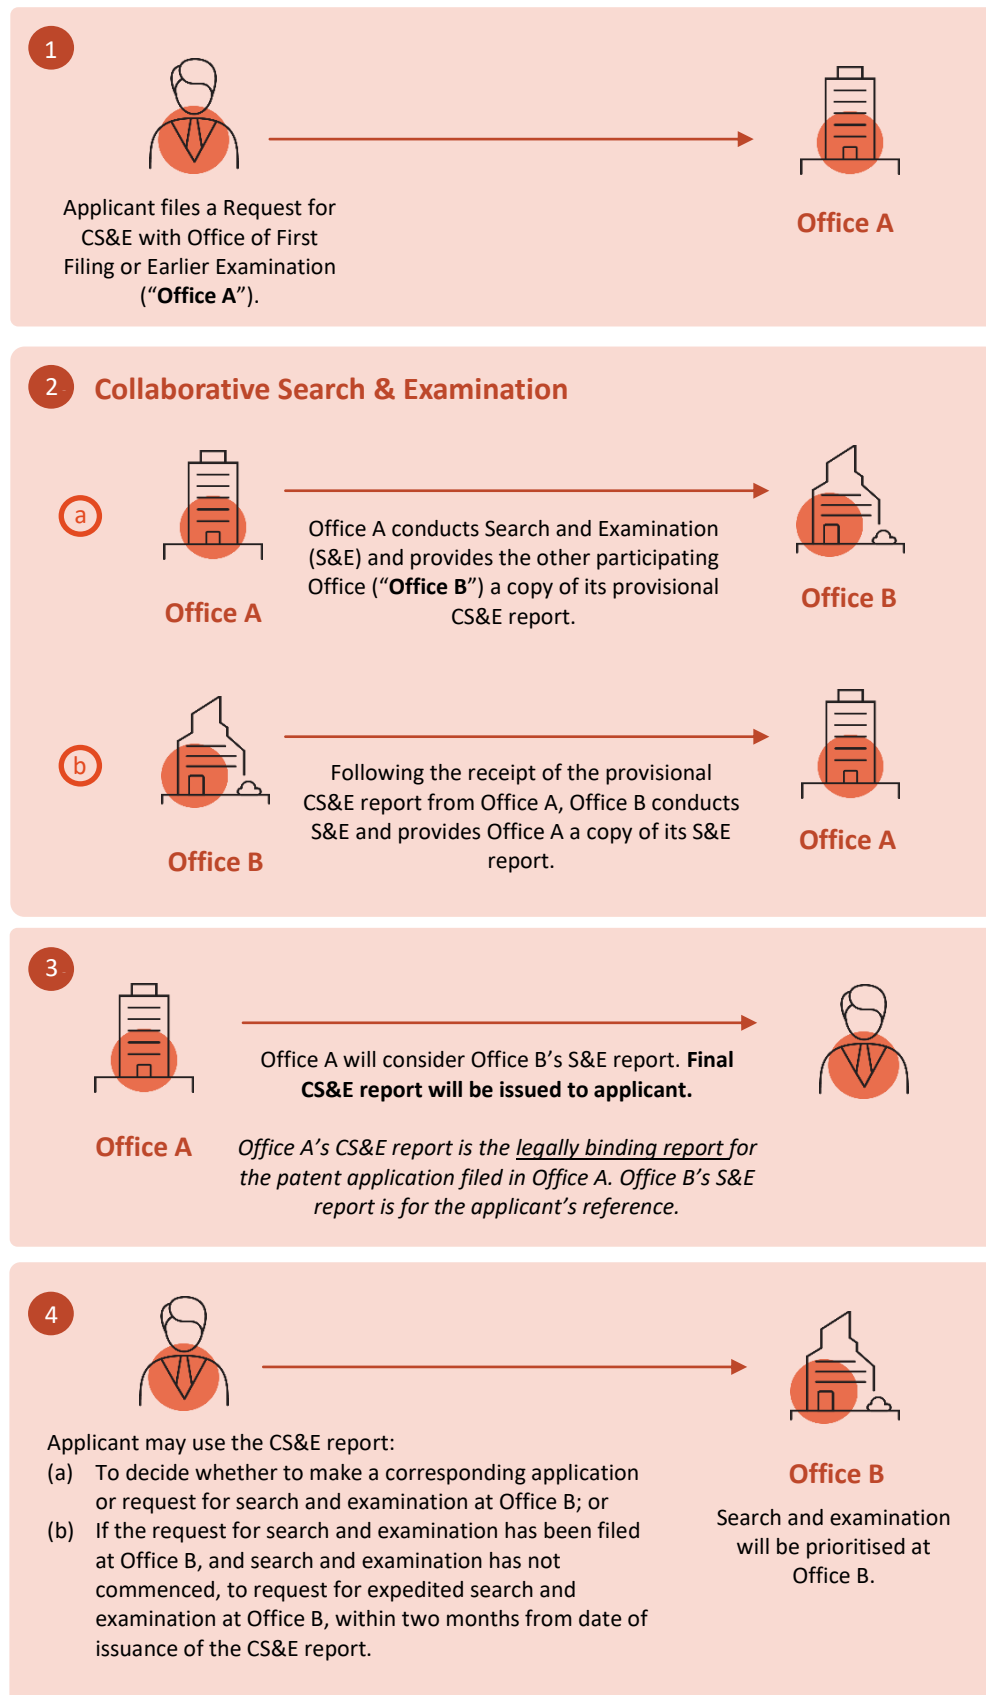 1
Applicant files a Request for
CS&E with Office of First
Filing or Earlier Examination
(“Office A”).
Office A
2
Collaborative Search & Examination
a
Office A
Office A conducts Search and Examination
(S&E) and provides the other participating
Office (“Office B”) a copy of its provisional
CS&E report.
Office B
b
Office B
Following the receipt of the provisional
CS&E report from Office A, Office B conducts
S&E and provides Office A a copy of its S&E
report.
Office A
3
Office A
Office A will consider Office B’s S&E report. Final
CS&E report will be issued to applicant.
Office A’s CS&E report is the legally binding report for
the patent application filed in Office A. Office B’s S&E
report is for the applicant’s reference.
4
Applicant may use the CS&E report:
(a) To decide whether to make a corresponding application
or request for search and examination at Office B; or
(b) If the request for search and examination has been filed
at Office B, and search and examination has not
commenced, to request for expedited search and
examination at Office B, within two months from date of
issuance of the CS&E report.
Office B
Search and examination
will be prioritised at
Office B.